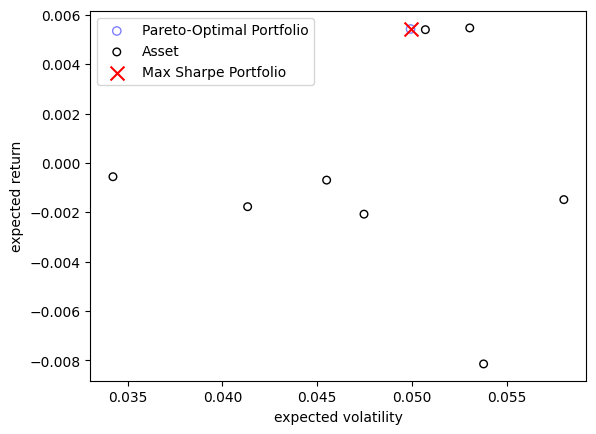 0.006
0.004
0.002
0.000
−0.002
−0.004
−0.006
−0.008
expected return
Pareto-Optimal Portfolio
Asset
Max Sharpe Portfolio
0.035 0.040 0.045 0.050 0.055
expected volatility